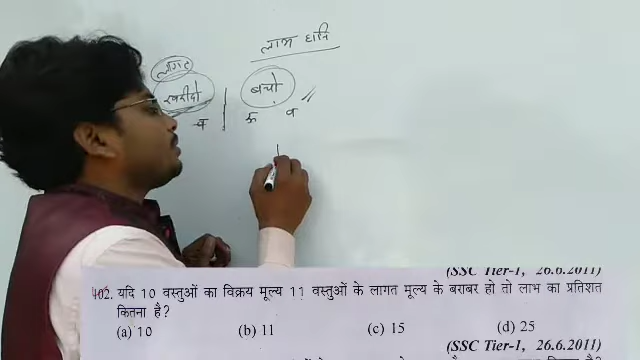 लाभ हानि
लागत
खरीदो बेचो
(SSC Tier-1, 26.6.2011)
102. यदि 10 वस्तुओं का विक्रय मूल्य 11 वस्तुओं के लागत मूल्य के बराबर हो तो लाभ का प्रतिशत
कितना है?
(a) 10 (b) 11 (c) 15 (d) 25
(SSC Tier-1, 26.6.2011)